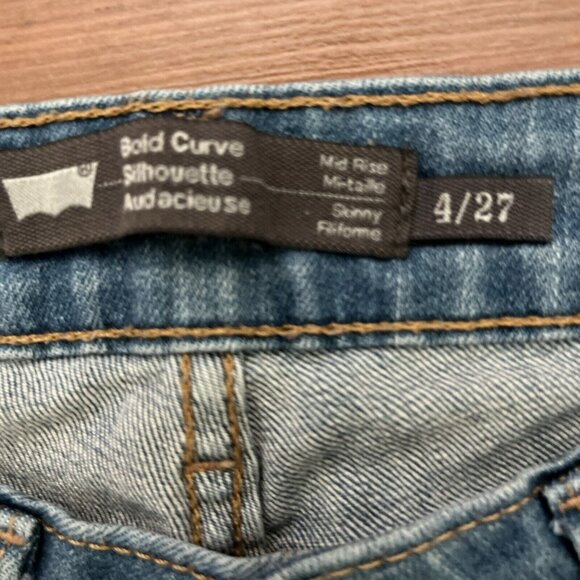 Bold Curve
Silhouette
Audacieuse
Mid Rise
Mi-taille
Skinny
Filiforme
4/27